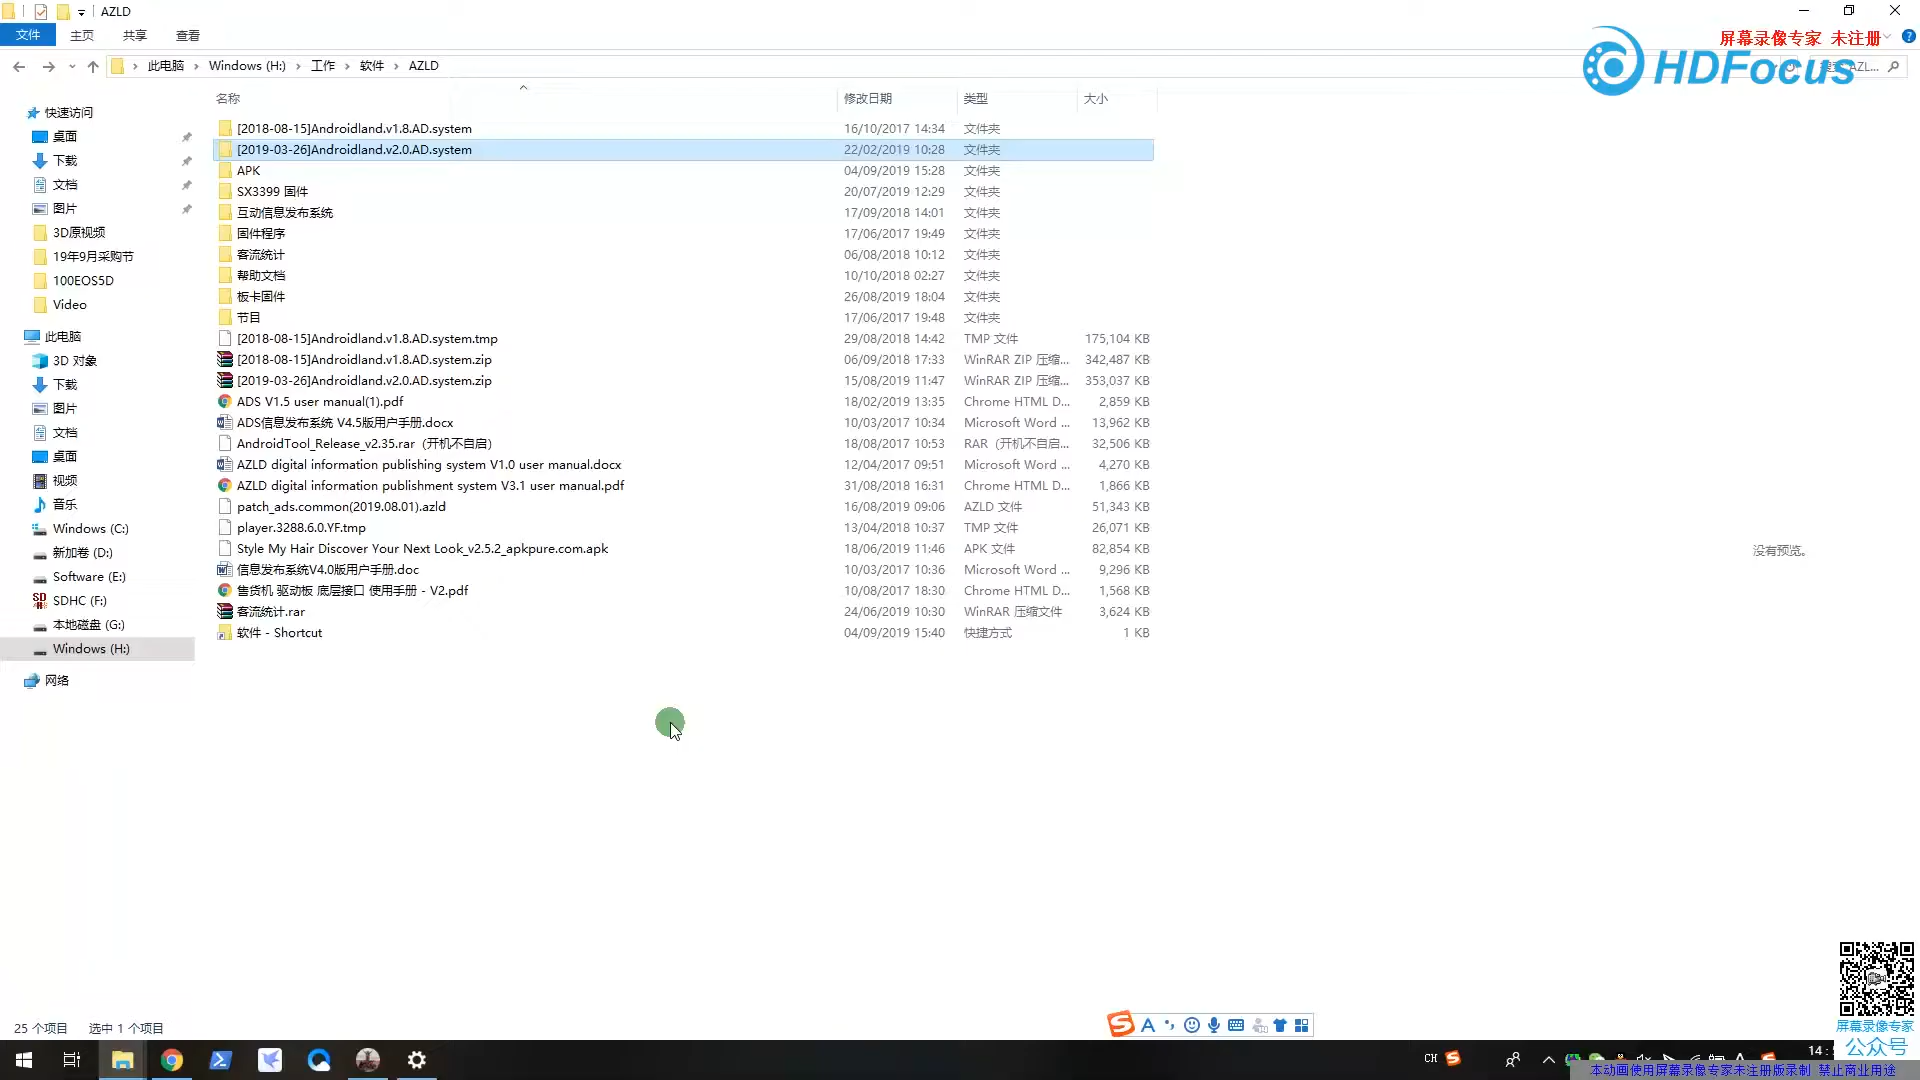 AZLD
文件 主页 共享 查看
屏幕录像专家 未注册
HDFocus
此电脑 Windows (H:) 工作 软件 AZLD
名称 修改日期 类型 大小
快速访问
桌面
下载
文档
图片
3D原视频
19年9月采购节
100EOS5D
Video
此电脑
3D 对象
下载
图片
文档
桌面
视频
音乐
Windows (C:)
新加卷 (D:)
Software (E:)
SDHC (F:)
本地磁盘 (G:)
Windows (H:)
网络
[2018-08-15]Androidland.v1.8.AD.system 16/10/2017 14:34 文件夹
[2019-03-26]Androidland.v2.0.AD.system 22/02/2019 10:28 文件夹
APK 04/09/2019 15:28 文件夹
SX3399 固件 20/07/2019 12:29 文件夹
互动信息发布系统 17/09/2018 14:01 文件夹
固件程序 17/06/2017 19:49 文件夹
客流统计 06/08/2018 10:12 文件夹
帮助文档 10/10/2018 02:27 文件夹
板卡固件 26/08/2019 18:04 文件夹
节目 17/06/2017 19:48 文件夹
[2018-08-15]Androidland.v1.8.AD.system.tmp 29/08/2018 14:42 TMP 文件 175,104 KB
[2018-08-15]Androidland.v1.8.AD.system.zip 06/09/2018 17:33 WinRAR ZIP 压缩... 342,487 KB
[2019-03-26]Androidland.v2.0.AD.system.zip 15/08/2019 11:47 WinRAR ZIP 压缩... 353,037 KB
ADS V1.5 user manual(1).pdf 18/02/2019 13:35 Chrome HTML D... 2,859 KB
ADS信息发布系统 V4.5版用户手册.docx 10/03/2017 10:34 Microsoft Word ... 13,962 KB
AndroidTool_Release_v2.35.rar（开机不自启） 18/08/2017 10:53 RAR（开机不自启... 32,506 KB
AZLD digital information publishing system V1.0 user manual.docx 12/04/2017 09:51 Microsoft Word ... 4,270 KB
AZLD digital information publishment system V3.1 user manual.pdf 31/08/2018 16:31 Chrome HTML D... 1,866 KB
patch_ads.common(2019.08.01).azld 16/08/2019 09:06 AZLD 文件 51,343 KB
player.3288.6.0.YF.tmp 13/04/2018 10:37 TMP 文件 26,071 KB
Style My Hair Discover Your Next Look_v2.5.2_apkpure.com.apk 18/06/2019 11:46 APK 文件 82,854 KB
信息发布系统V4.0版用户手册.doc 10/03/2017 10:36 Microsoft Word ... 9,296 KB
售货机 驱动板 底层接口 使用手册 - V2.pdf 10/08/2017 18:30 Chrome HTML D... 1,568 KB
客流统计.rar 24/06/2019 10:30 WinRAR 压缩文件 3,624 KB
软件 - Shortcut 04/09/2019 15:40 快捷方式 1 KB
没有预览。
25 个项目 选中 1 个项目
屏幕录像专家
公众号
CH
14:
本动画使用屏幕录像专家未注册版录制 禁止商业用途